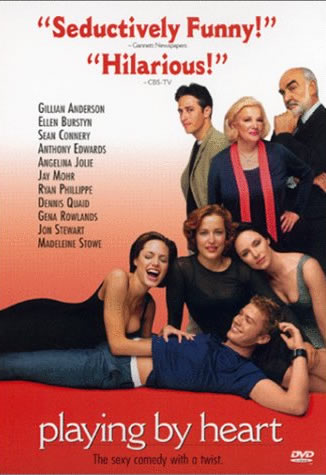 “Seductively Funny!”
–Gannett Newspapers
“Hilarious!”
–CBS-TV
GILLIAN ANDERSON
ELLEN BURSTYN
SEAN CONNERY
ANTHONY EDWARDS
ANGELINA JOLIE
JAY MOHR
RYAN PHILLIPPE
DENNIS QUAID
GENA ROWLANDS
JON STEWART
MADELEINE STOWE
playing by heart
The sexy comedy with a twist.
DVD